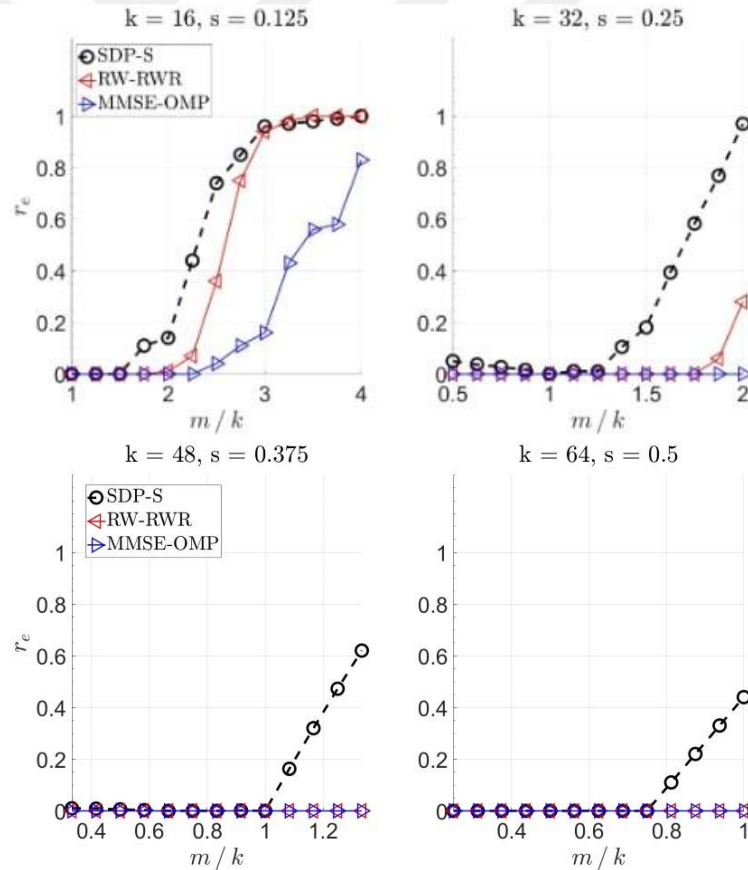 k = 16, s = 0.125
SDP-S
RW-RWR
MMSE-OMP
1
0.8
0.6
0.4
0.2
0
r_e
1
2
3
4
m / k
k = 32, s = 0.25
1
0.8
0.6
0.4
0.2
0
0.5
1
1.5
2
m / k
k = 48, s = 0.375
SDP-S
RW-RWR
MMSE-OMP
1
0.8
0.6
0.4
0.2
0
r_e
0.4
0.6
0.8
1
1.2
m / k
k = 64, s = 0.5
1
0.8
0.6
0.4
0.2
0
0.4
0.6
0.8
1
m / k